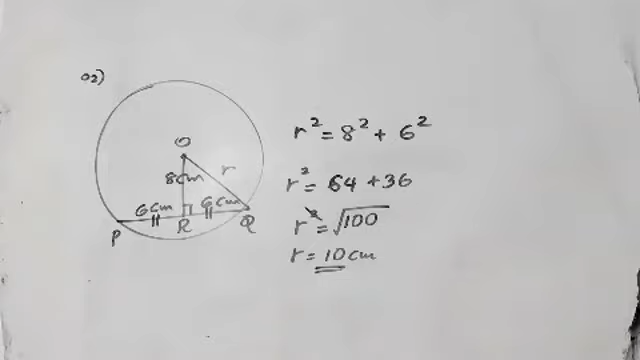 02)
O
8cm
r
6cm
6cm
P
R
Q
r² = 8² + 6²
r² = 64 + 36
r² = √100
r = 10cm